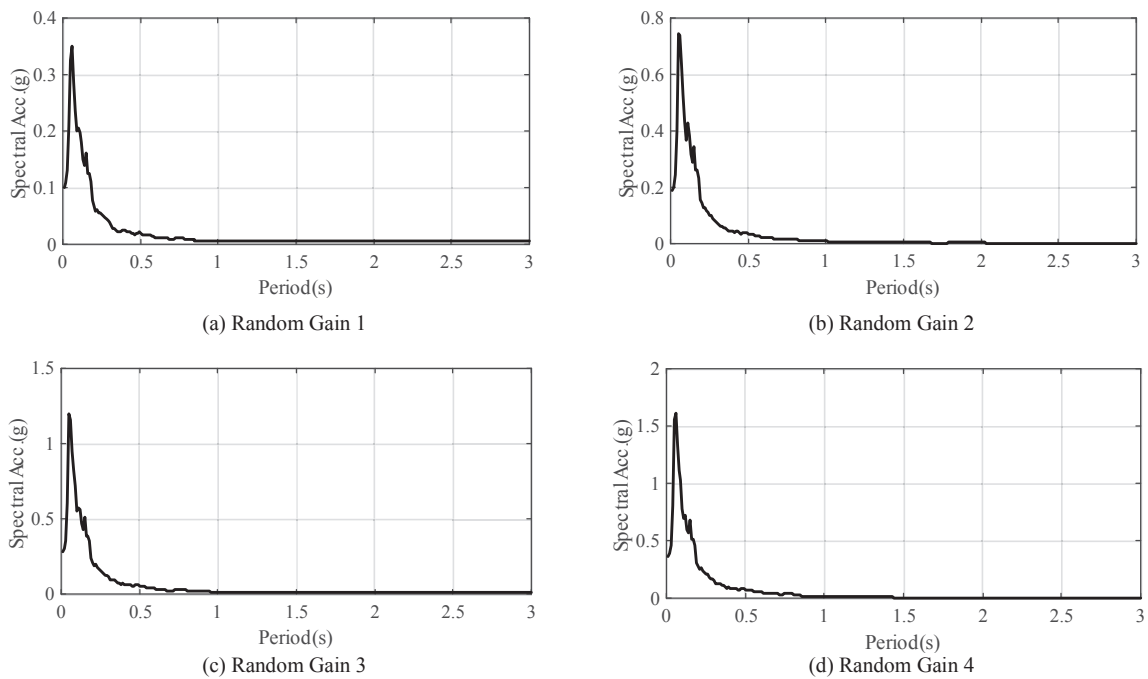 0.4
0.3
0.2
0.1
0
Spectral Acc.(g)
0 0.5 1 1.5 2 2.5 3
Period(s)
(a) Random Gain 1
0.8
0.6
0.4
0.2
0
Spectral Acc.(g)
0 0.5 1 1.5 2 2.5 3
Period(s)
(b) Random Gain 2
1.5
1
0.5
0
Spectral Acc.(g)
0 0.5 1 1.5 2 2.5 3
Period(s)
(c) Random Gain 3
2
1.5
1
0.5
0
Spectral Acc.(g)
0 0.5 1 1.5 2 2.5 3
Period(s)
(d) Random Gain 4